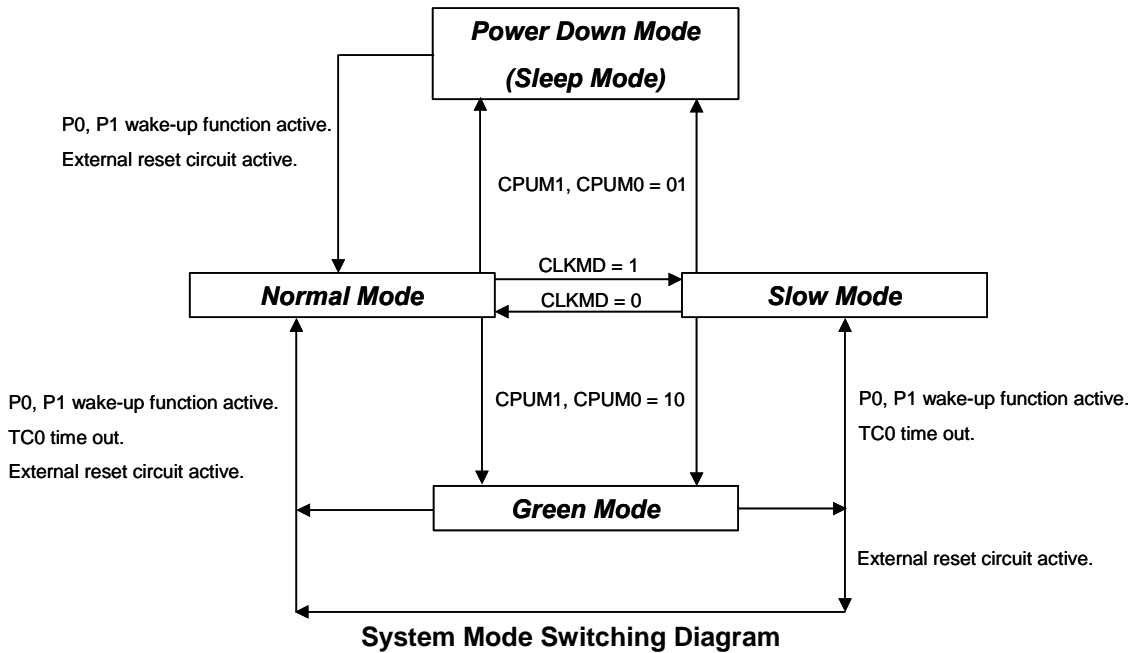 Power Down Mode
(Sleep Mode)
P0, P1 wake-up function active.
External reset circuit active.
CPUM1, CPUM0 = 01
CLKMD = 1
Normal Mode
Slow Mode
CLKMD = 0
CPUM1, CPUM0 = 10
P0, P1 wake-up function active.
TC0 time out.
External reset circuit active.
P0, P1 wake-up function active.
TC0 time out.
Green Mode
External reset circuit active.
System Mode Switching Diagram